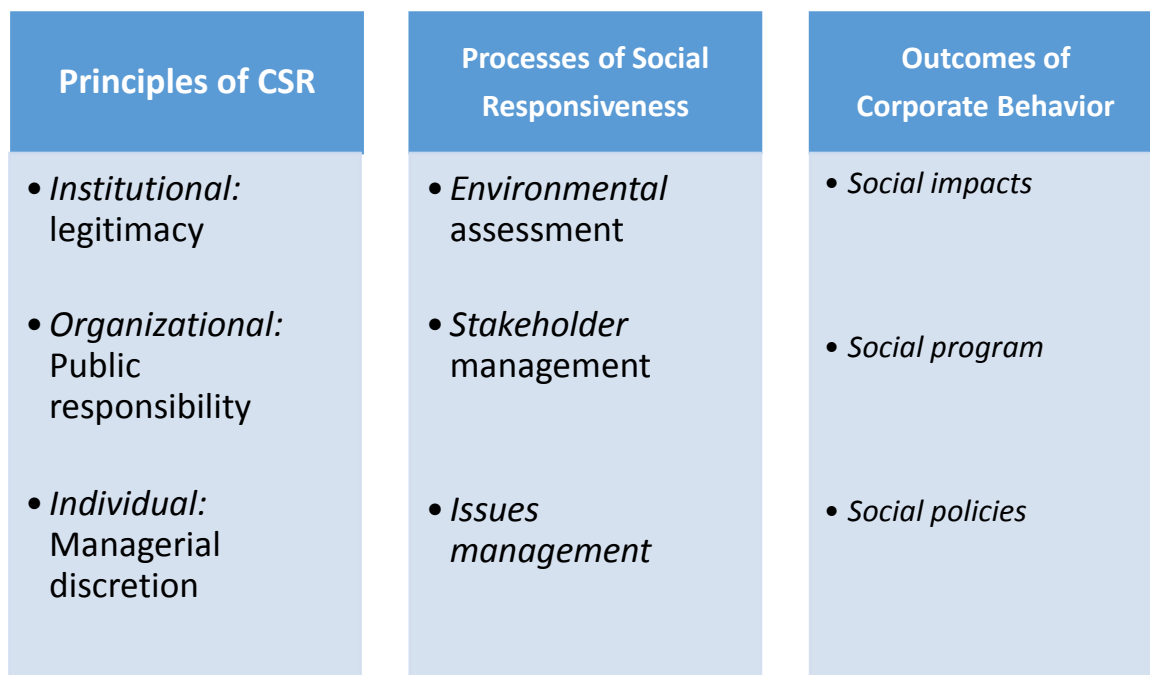 Principles of CSR
• Institutional:
legitimacy
• Organizational:
Public
responsibility
• Individual:
Managerial
discretion
Processes of Social
Responsiveness
• Environmental
assessment
• Stakeholder
management
• Issues
management
Outcomes of
Corporate Behavior
• Social impacts
• Social program
• Social policies